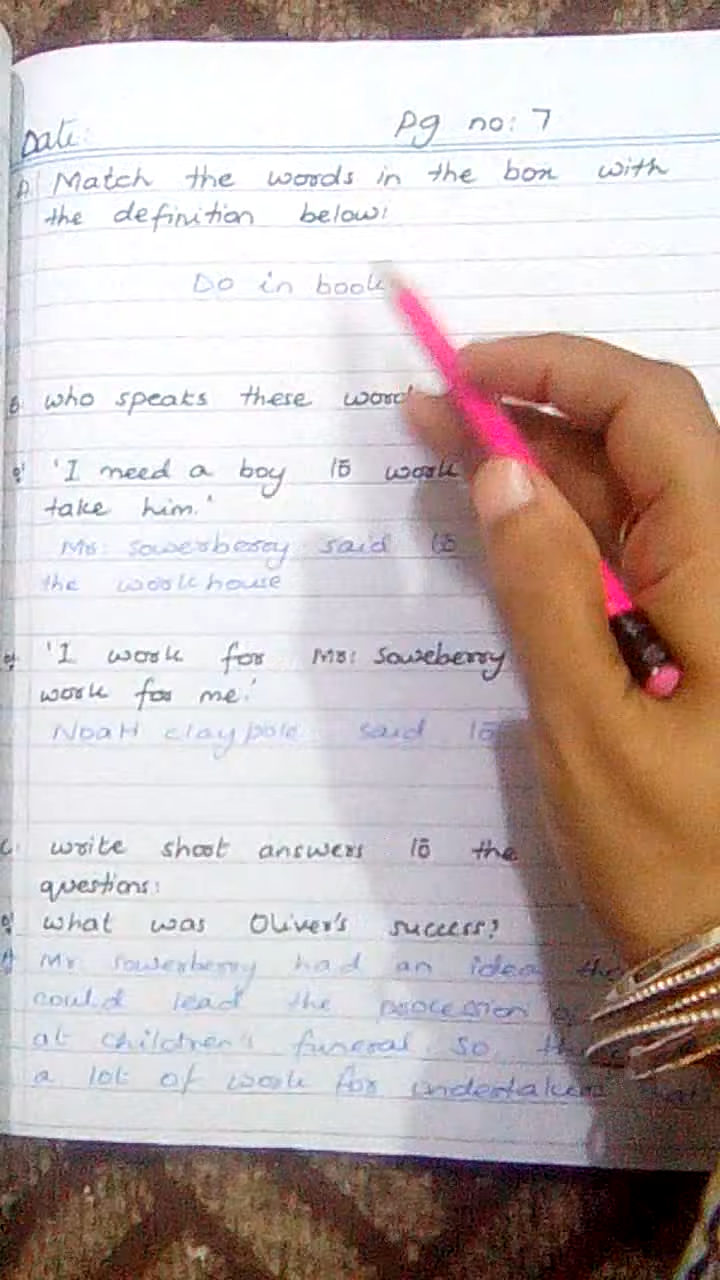 Date: Pg no: 7
A) Match the words in the box with
the definition below:
Do in book
B. who speaks these
Q' 'I need a boy to work
take him.'
Mr. Sowerberry said to
the workhouse
Q' 'I work for Mr: Soweberry
work for me.'
NoaH claypole said to
C. write short answers to the
questions:
Q' what was Oliver's success?
A Mr. Sowerberry had an idea
could lead the procession
at children's funeral. so
a lot of work for